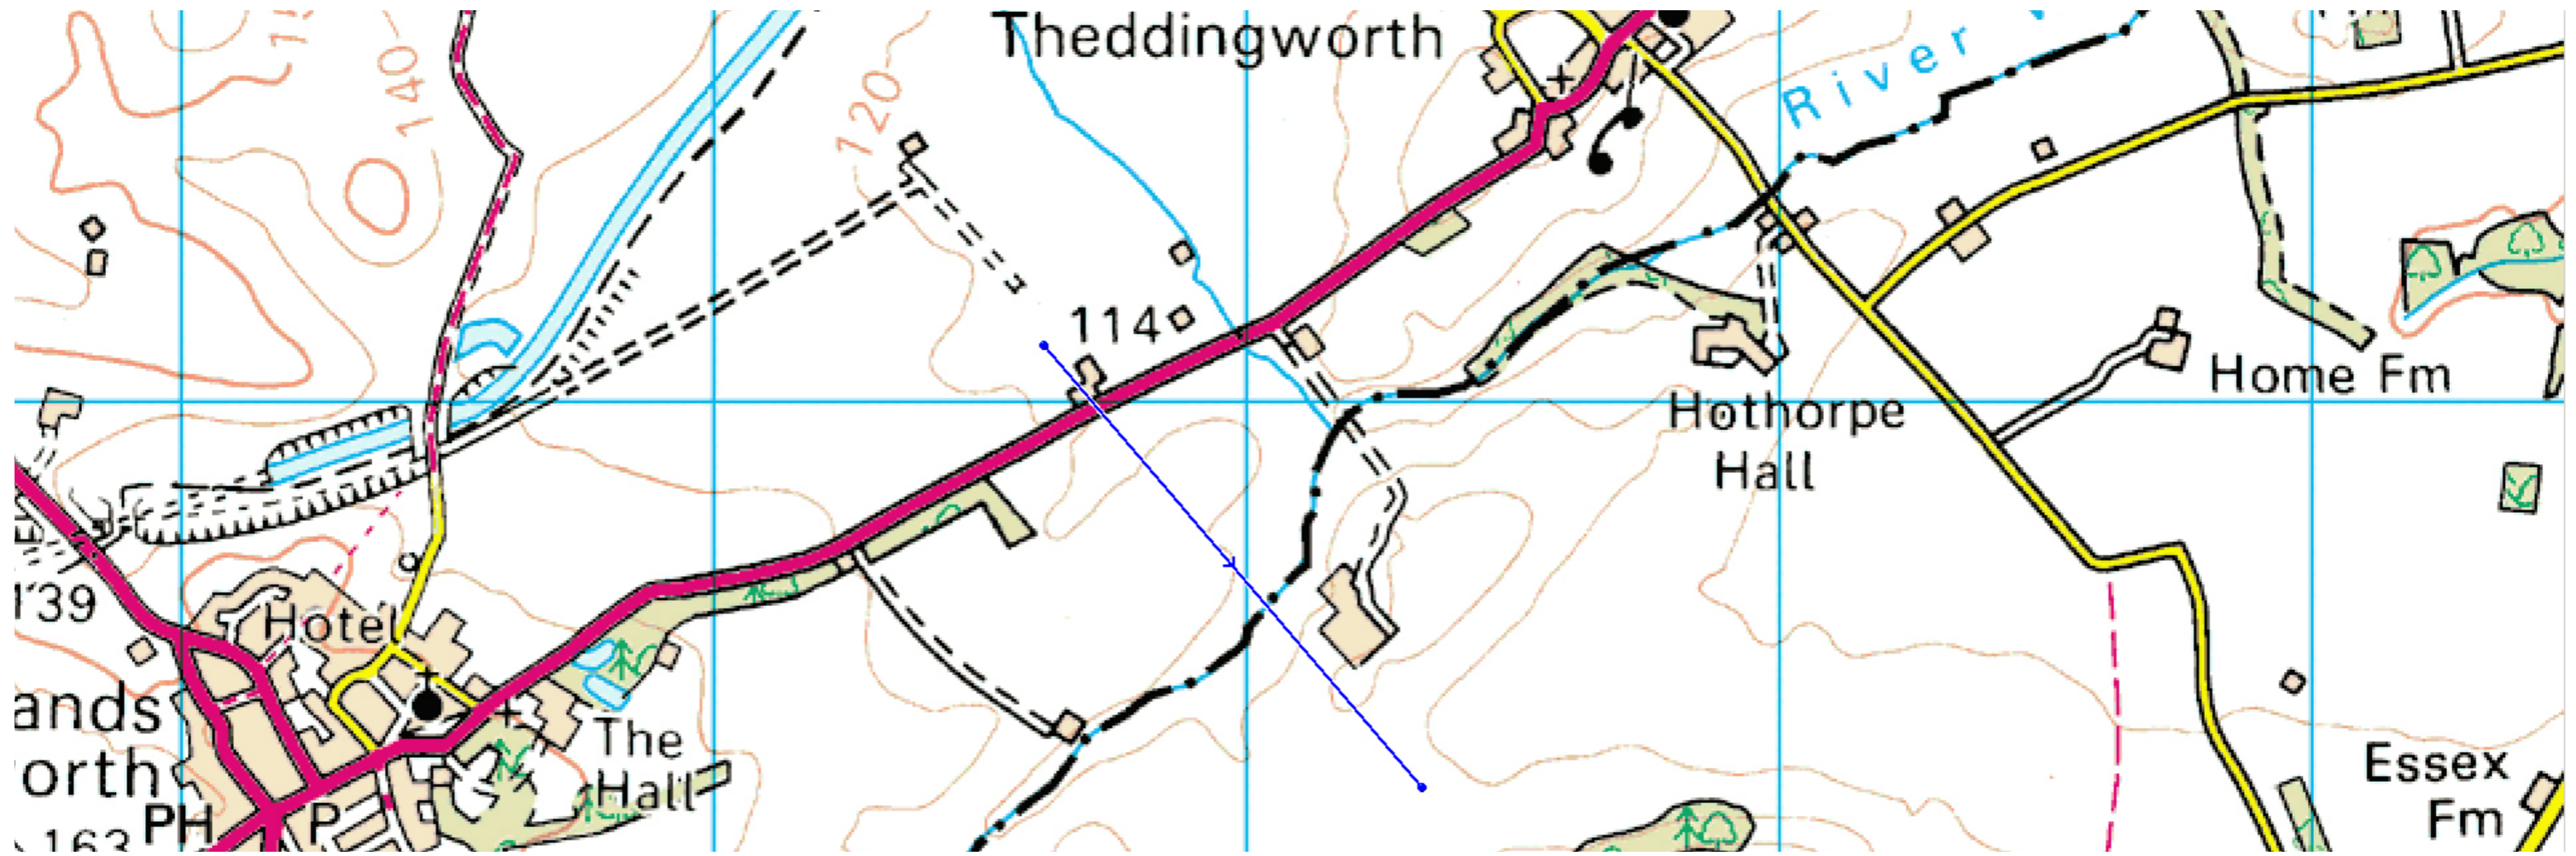 Theddingworth
River
140
120
114
Home Fm
Hothorpe
Hall
139
Hotel
ands
orth
The
Hall
PH
P
163
Essex
Fm